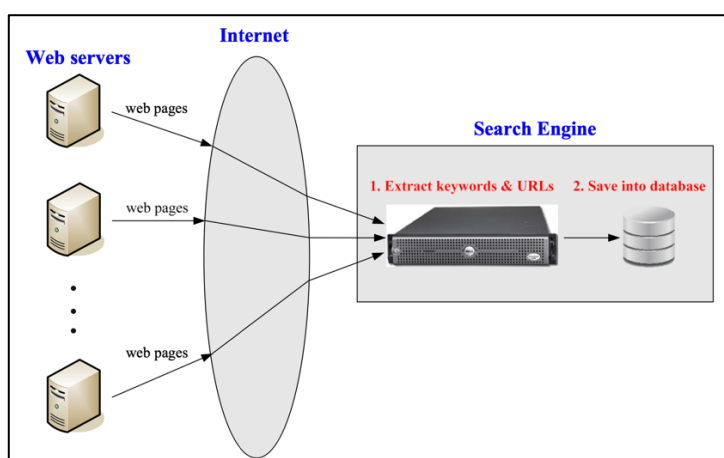 Internet
Web servers
web pages
Search Engine
1. Extract keywords & URLs 2. Save into database
web pages
web pages